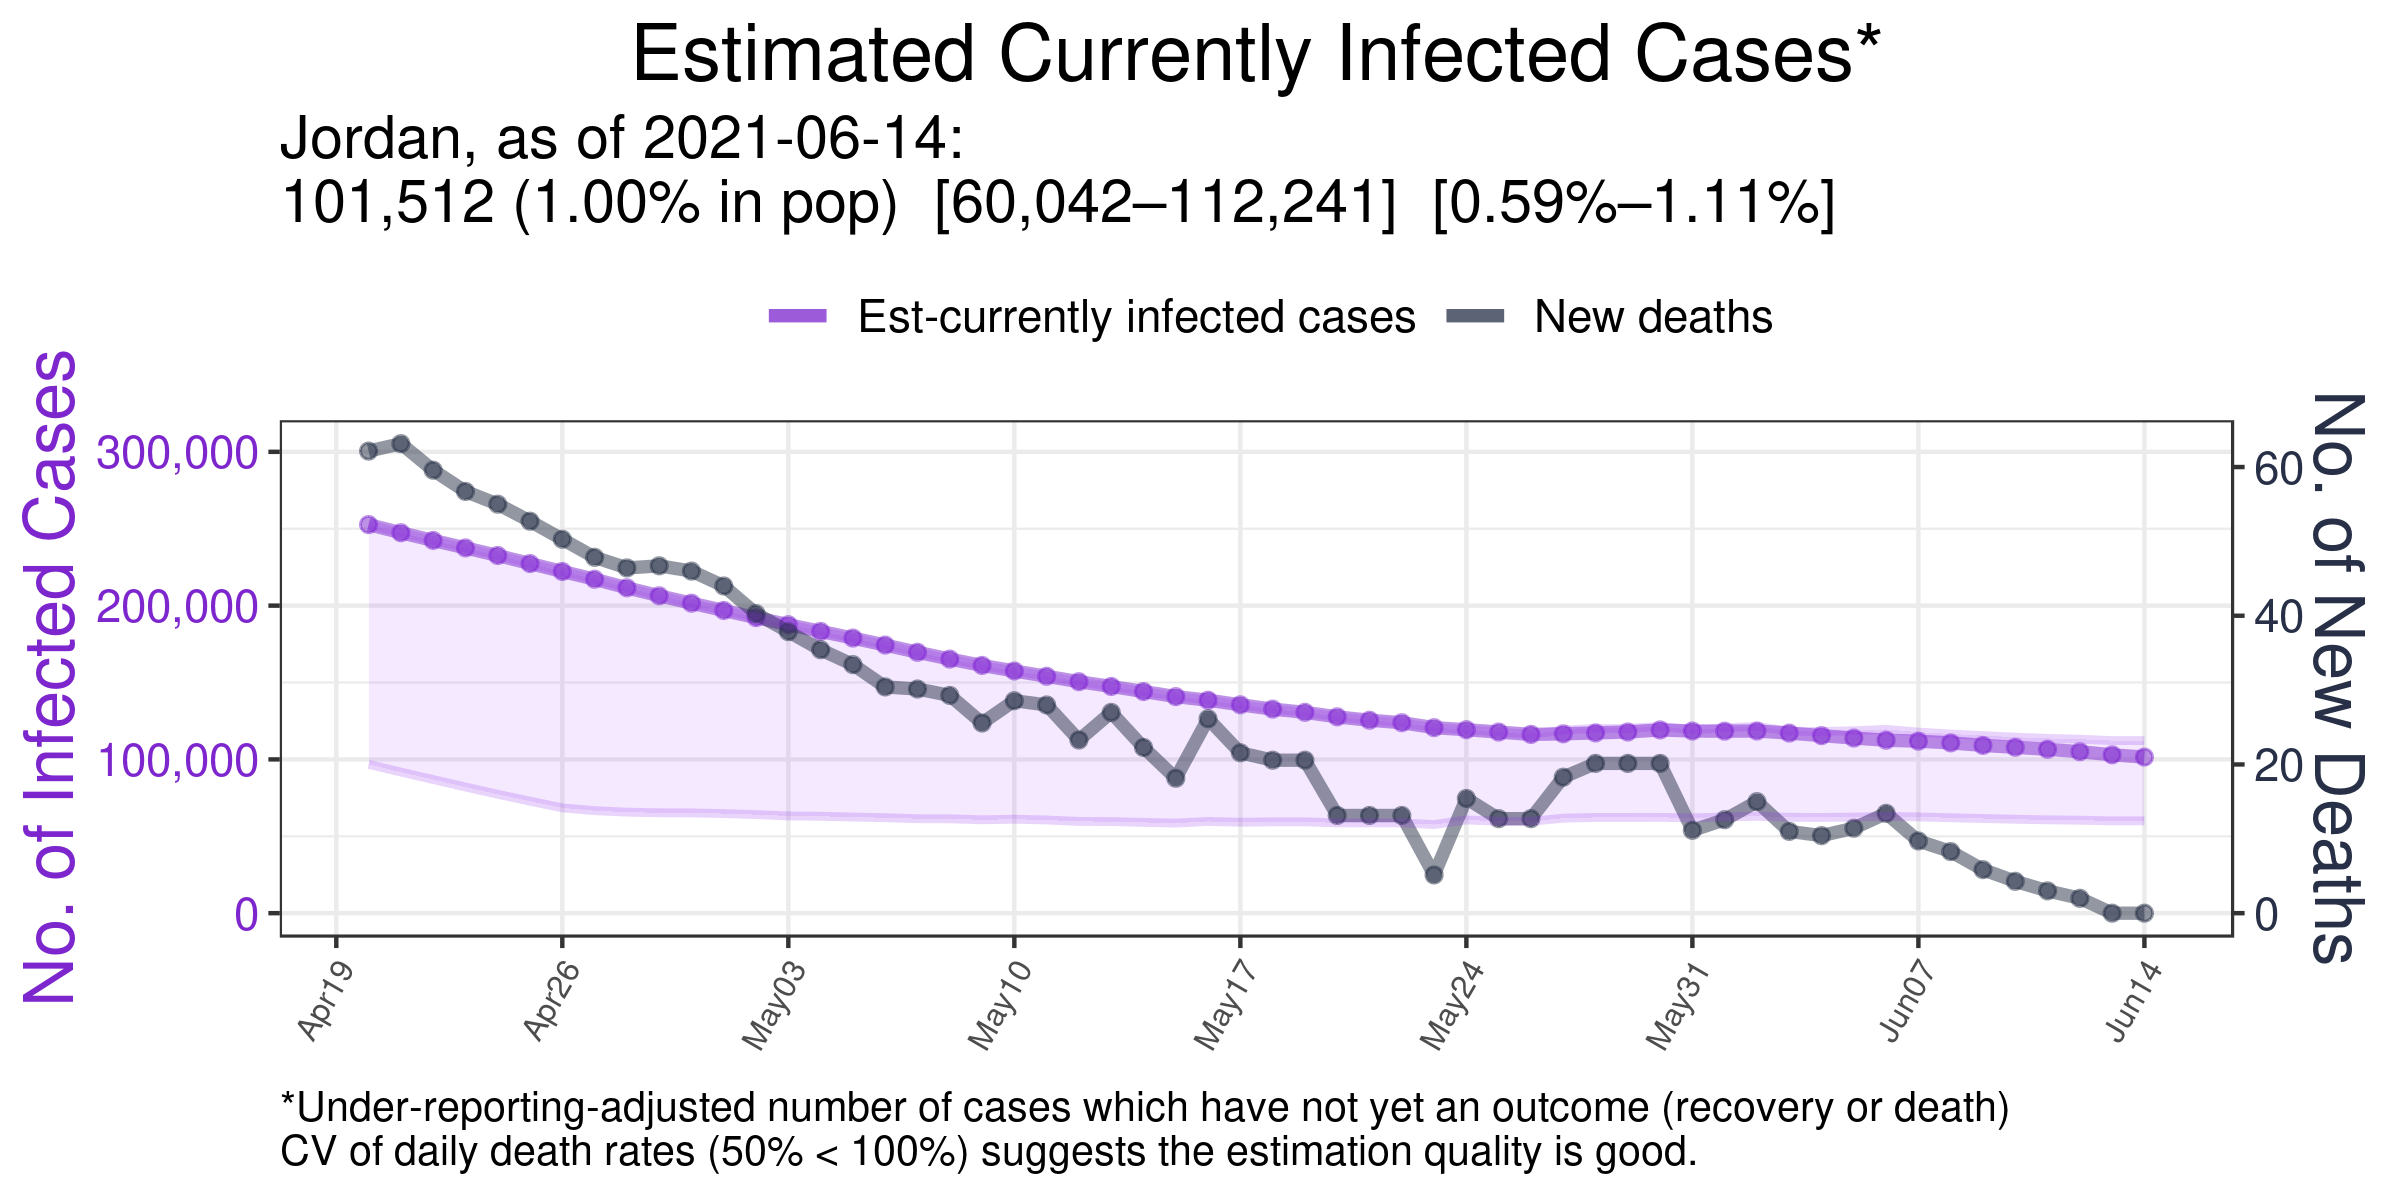 Estimated Currently Infected Cases*
Jordan, as of 2021-06-14:
101,512 (1.00% in pop)  [60,042–112,241]  [0.59%–1.11%]
Est-currently infected cases
New deaths
No. of Infected Cases
300,000
200,000
100,000
0
60
40
20
0
No. of New Deaths
Apr19
Apr26
May03
May10
May17
May24
May31
Jun07
Jun14
*Under-reporting-adjusted number of cases which have not yet an outcome (recovery or death)
CV of daily death rates (50% < 100%) suggests the estimation quality is good.